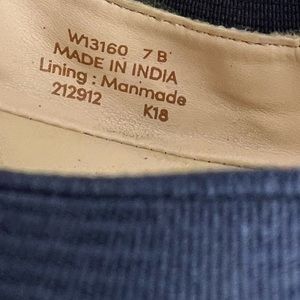 W13160 7 B
MADE IN INDIA
Lining : Manmade
212912 K18